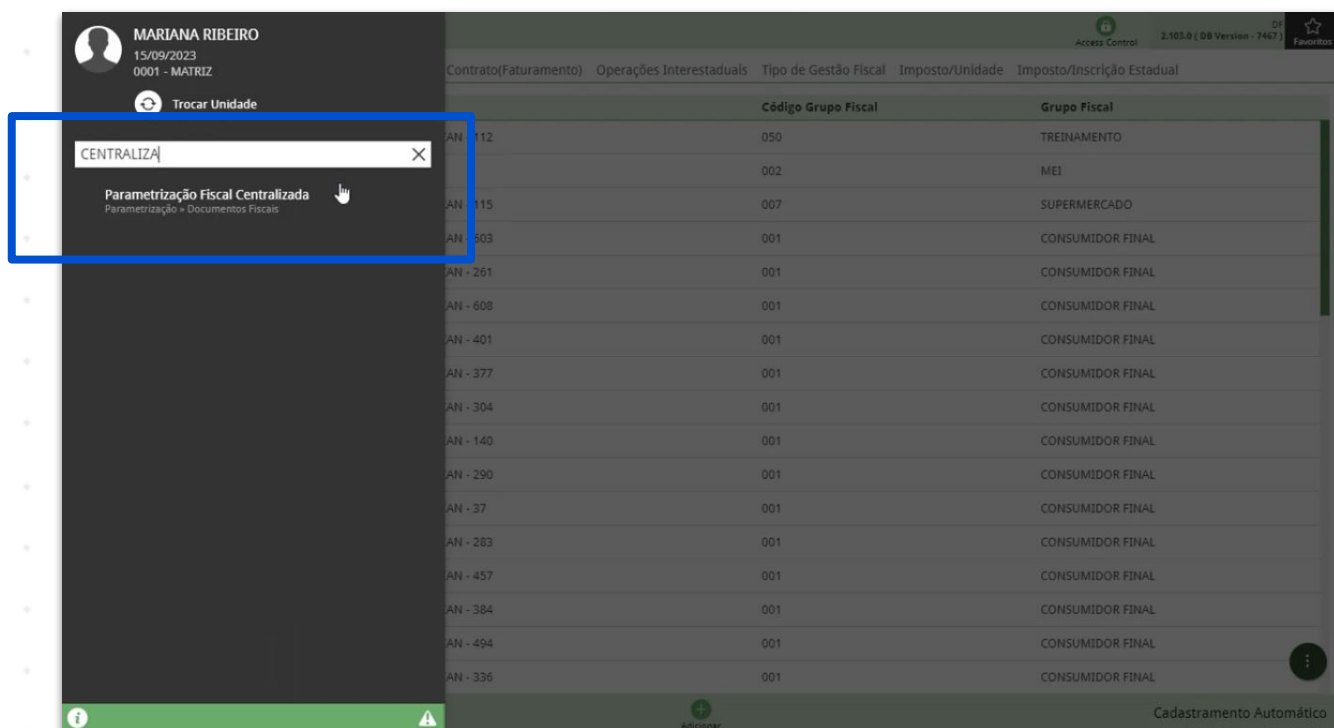 MARIANA RIBEIRO
15/09/2023
0001 - MATRIZ
Trocar Unidade
CENTRALIZA
Parametrização Fiscal Centralizada
Parametrização » Documentos Fiscais
Access Control
2.103.0 ( DB Version - 7467 )
Favoritos
Contrato(Faturamento) Operações Interestaduais Tipo de Gestão Fiscal Imposto/Unidade Imposto/Inscrição Estadual
Código Grupo Fiscal Grupo Fiscal
112 050 TREINAMENTO
002 MEI
115 007 SUPERMERCADO
503 001 CONSUMIDOR FINAL
AN - 261 001 CONSUMIDOR FINAL
AN - 608 001 CONSUMIDOR FINAL
AN - 401 001 CONSUMIDOR FINAL
AN - 377 001 CONSUMIDOR FINAL
AN - 304 001 CONSUMIDOR FINAL
AN - 140 001 CONSUMIDOR FINAL
AN - 290 001 CONSUMIDOR FINAL
AN - 37 001 CONSUMIDOR FINAL
AN - 283 001 CONSUMIDOR FINAL
AN - 457 001 CONSUMIDOR FINAL
AN - 384 001 CONSUMIDOR FINAL
AN - 494 001 CONSUMIDOR FINAL
AN - 336 001 CONSUMIDOR FINAL
Adicionar
Cadastramento Automático